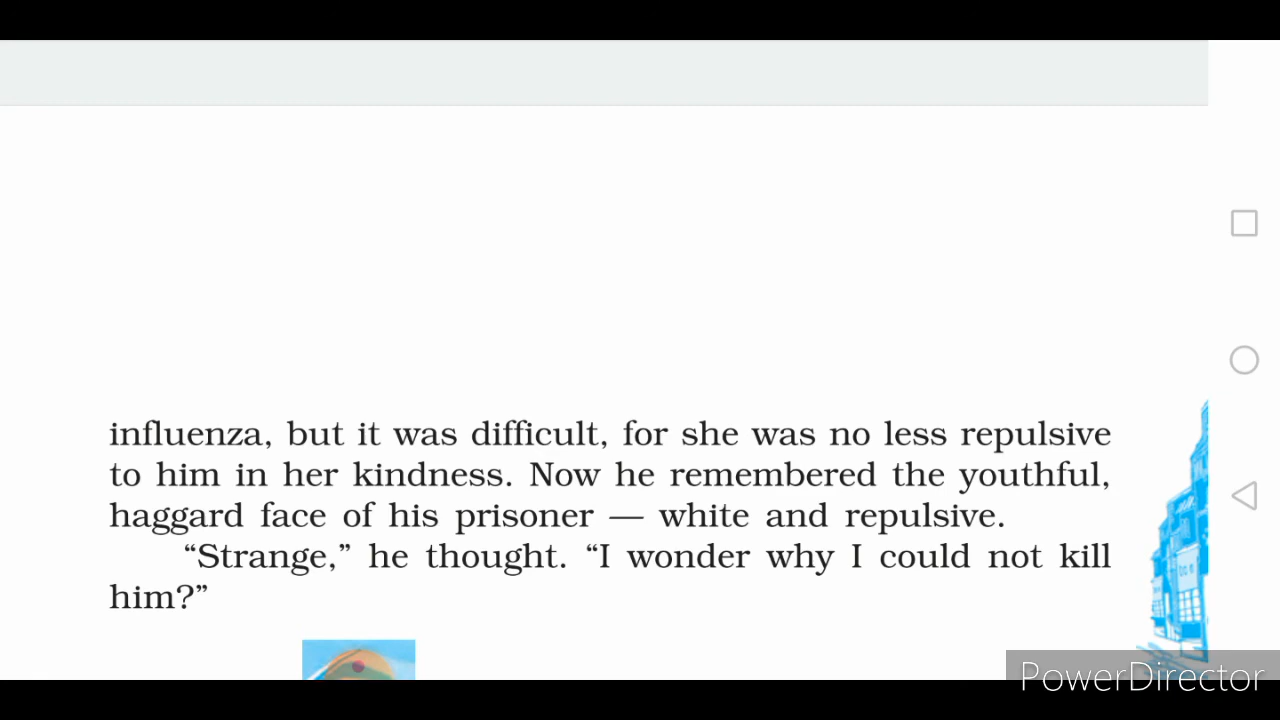 influenza, but it was difficult, for she was no less repulsive
to him in her kindness. Now he remembered the youthful,
haggard face of his prisoner — white and repulsive.
“Strange,” he thought. “I wonder why I could not kill
him?”
PowerDirector